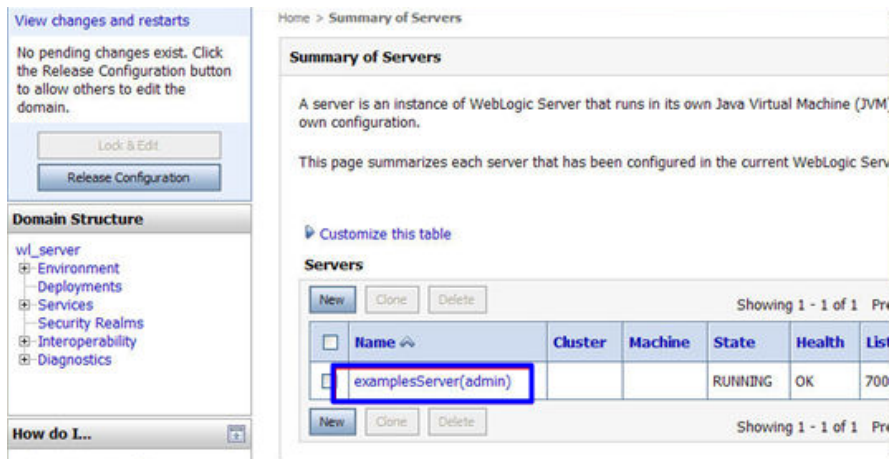 View changes and restarts
No pending changes exist. Click
the Release Configuration button
to allow others to edit the
domain.
Lock & Edit
Release Configuration
Domain Structure
wl_server
Environment
Deployments
Services
Security Realms
Interoperability
Diagnostics
How do I...
Home > Summary of Servers
Summary of Servers
A server is an instance of WebLogic Server that runs in its own Java Virtual Machine (JVM)
own configuration.
This page summarizes each server that has been configured in the current WebLogic Serv
Customize this table
Servers
New Clone Delete Showing 1 - 1 of 1 Pre
Name Cluster Machine State Health List
examplesServer(admin) RUNNING OK 700
New Clone Delete Showing 1 - 1 of 1 Pre